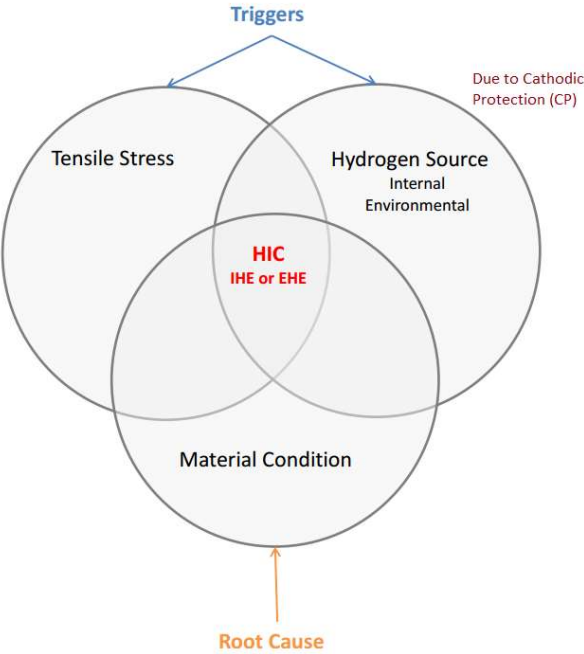 Triggers
Due to Cathodic
Protection (CP)
Tensile Stress
Hydrogen Source
Internal
Environmental
HIC
IHE or EHE
Material Condition
Root Cause